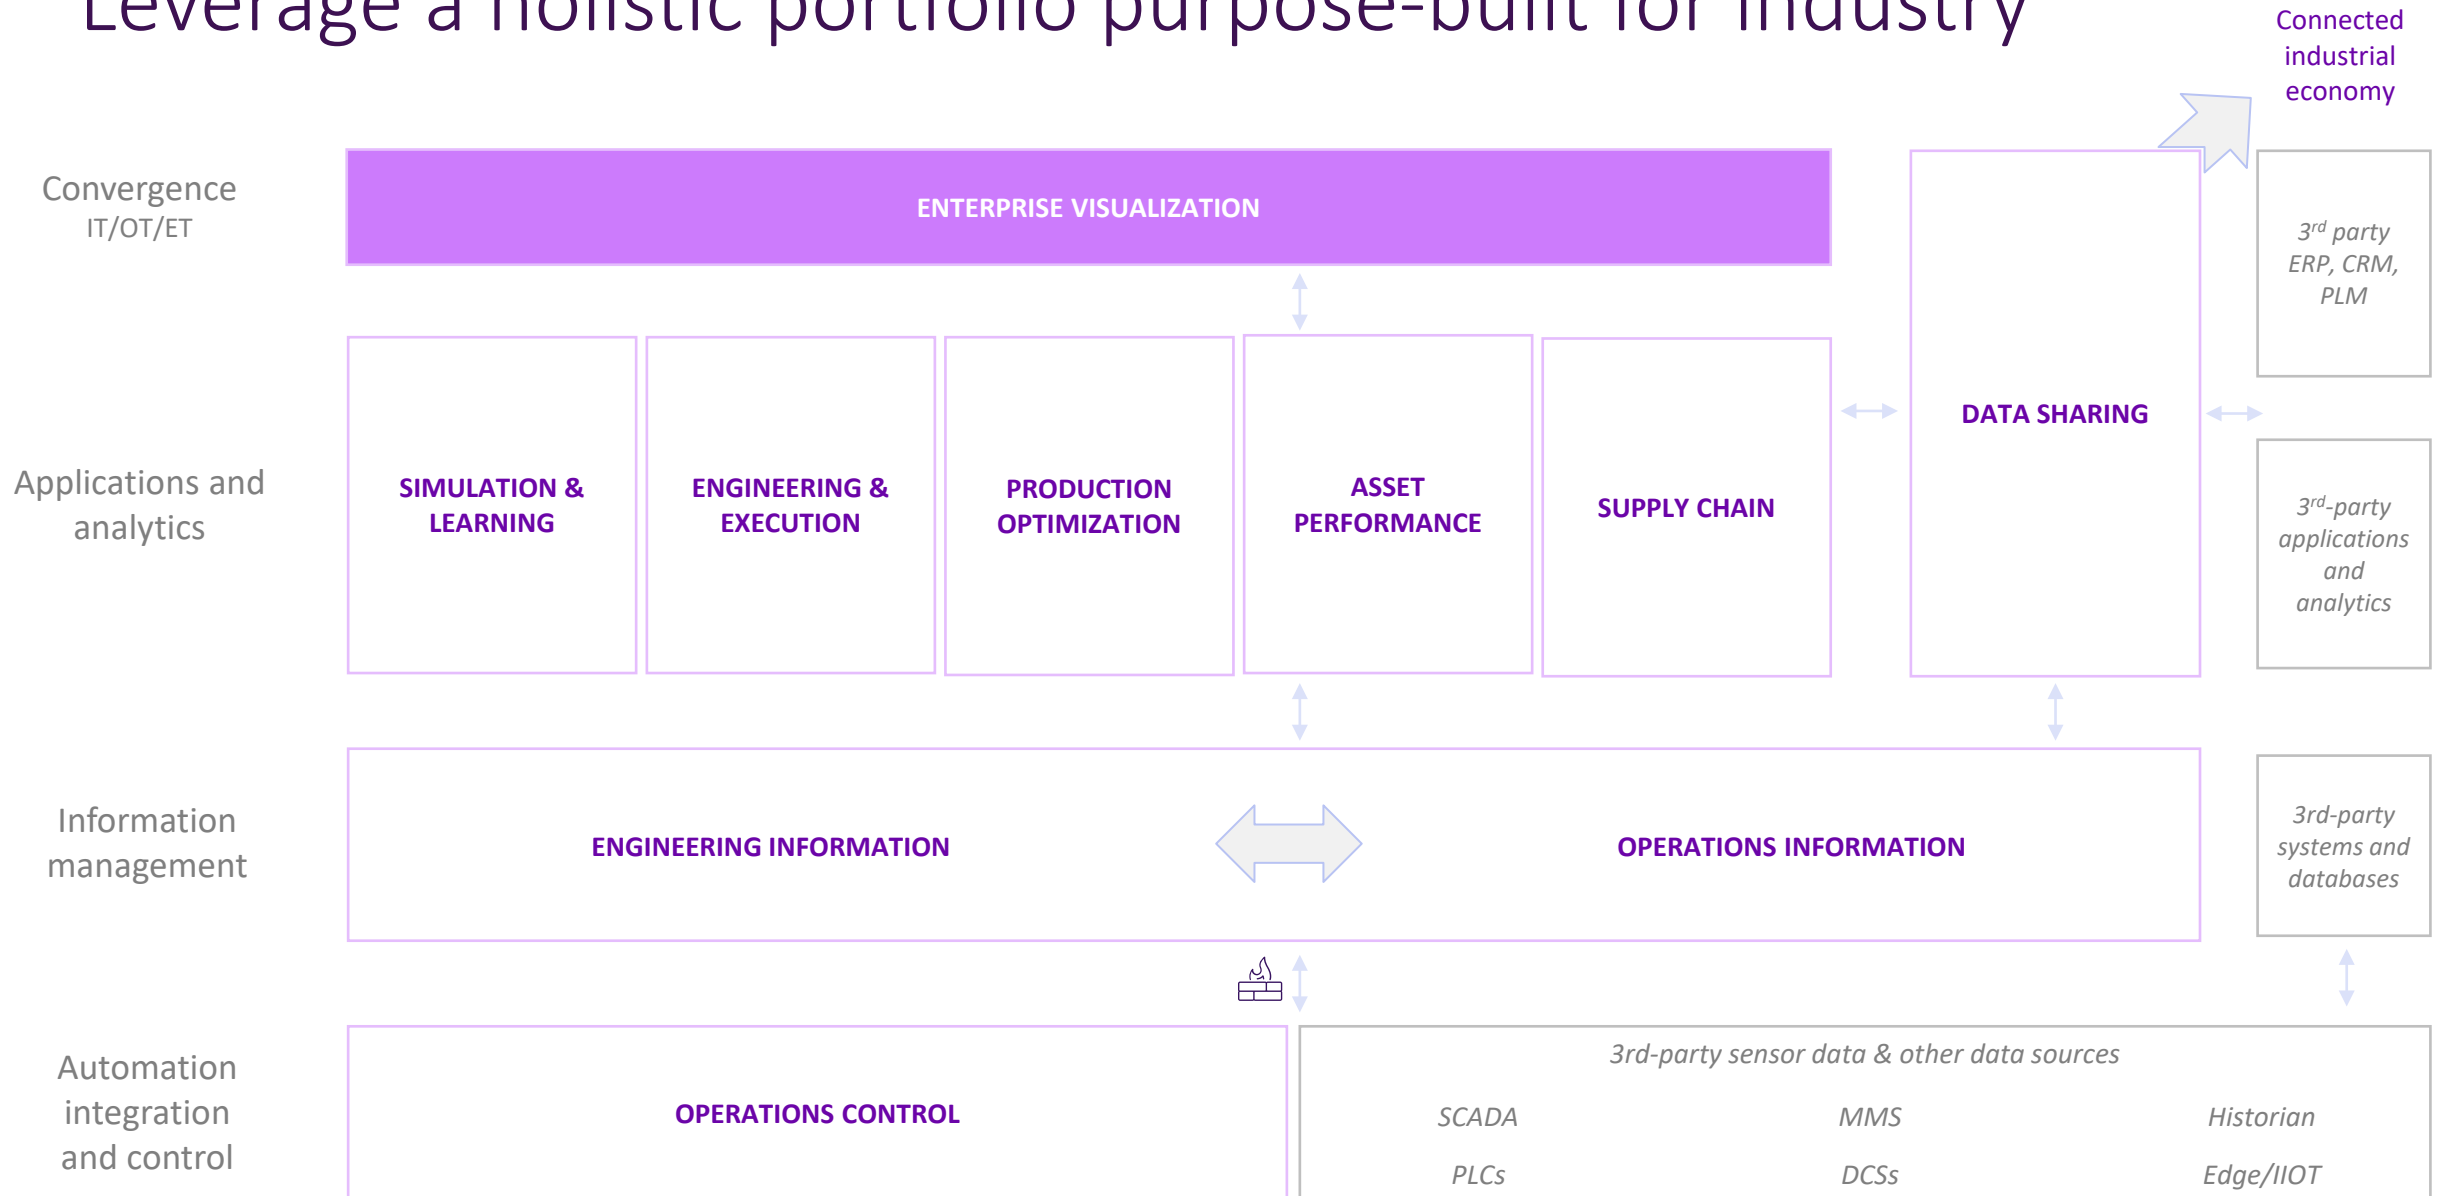 Leverage a holistic portfolio purpose-built for industry
Connected
industrial
economy
Convergence
IT/OT/ET
ENTERPRISE VISUALIZATION
3rd party
ERP, CRM,
PLM
Applications and
analytics
SIMULATION &
LEARNING
ENGINEERING &
EXECUTION
PRODUCTION
OPTIMIZATION
ASSET
PERFORMANCE
SUPPLY CHAIN
DATA SHARING
3rd-party
applications
and
analytics
Information
management
ENGINEERING INFORMATION
OPERATIONS INFORMATION
3rd-party
systems and
databases
Automation
integration
and control
OPERATIONS CONTROL
3rd-party sensor data & other data sources
SCADA
MMS
Historian
PLCs
DCSs
Edge/IIOT